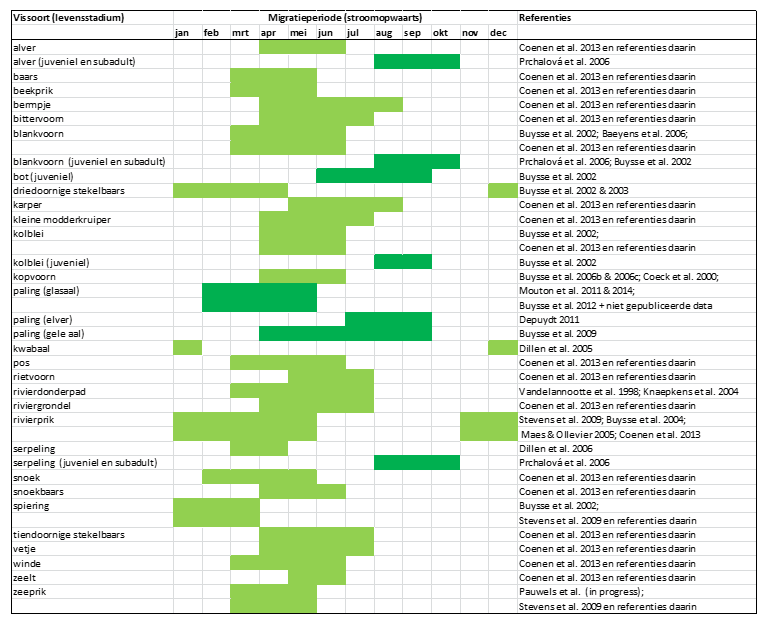 Vissoort (levensstadium) Migratieperiode (stroomopwaarts) Referenties
jan feb mrt apr mei jun jul aug sep okt nov dec
alver Coenen et al. 2013 en referenties daarin
alver (juveniel en subadult) Prchalová et al. 2006
baars Coenen et al. 2013 en referenties daarin
beekprik Coenen et al. 2013 en referenties daarin
bermpje Coenen et al. 2013 en referenties daarin
bittervoorn Coenen et al. 2013 en referenties daarin
blankvoorn Buysse et al. 2002; Baeyens et al. 2006;
Coenen et al. 2013 en referenties daarin
blankvoorn (juveniel en subadult) Prchalová et al. 2006; Buysse et al. 2002
bot (juveniel) Buysse et al. 2002
driedoornige stekelbaars Buysse et al. 2002 & 2003
karper Coenen et al. 2013 en referenties daarin
kleine modderkruiper Coenen et al. 2013 en referenties daarin
kolblei Buysse et al. 2002;
Coenen et al. 2013 en referenties daarin
kolblei (juveniel) Buysse et al. 2002
kopvoorn Buysse et al. 2006b & 2006c; Coeck et al. 2000;
paling (glasaal) Mouton et al. 2011 & 2014;
Buysse et al. 2012 + niet gepubliceerde data
paling (elver) Depuydt 2011
paling (gele aal) Buysse et al. 2009
kwabaal Dillen et al. 2005
pos Coenen et al. 2013 en referenties daarin
rietvoorn Coenen et al. 2013 en referenties daarin
rivierdonderpad Vandelannootte et al. 1998; Knaepkens et al. 2004
riviergrondel Coenen et al. 2013 en referenties daarin
rivierprik Stevens et al. 2009; Buysse et al. 2004;
Maes & Ollevier 2005; Coenen et al. 2013
serpeling Dillen et al. 2006
serpeling (juveniel en subadult) Prchalová et al. 2006
snoek Coenen et al. 2013 en referenties daarin
snoekbaars Coenen et al. 2013 en referenties daarin
spiering Buysse et al. 2002;
Stevens et al. 2009 en referenties daarin
tiendoornige stekelbaars Coenen et al. 2013 en referenties daarin
vetje Coenen et al. 2013 en referenties daarin
winde Coenen et al. 2013 en referenties daarin
zeelt Coenen et al. 2013 en referenties daarin
zeeprik Pauwels et al. (in progress);
Stevens et al. 2009 en referenties daarin